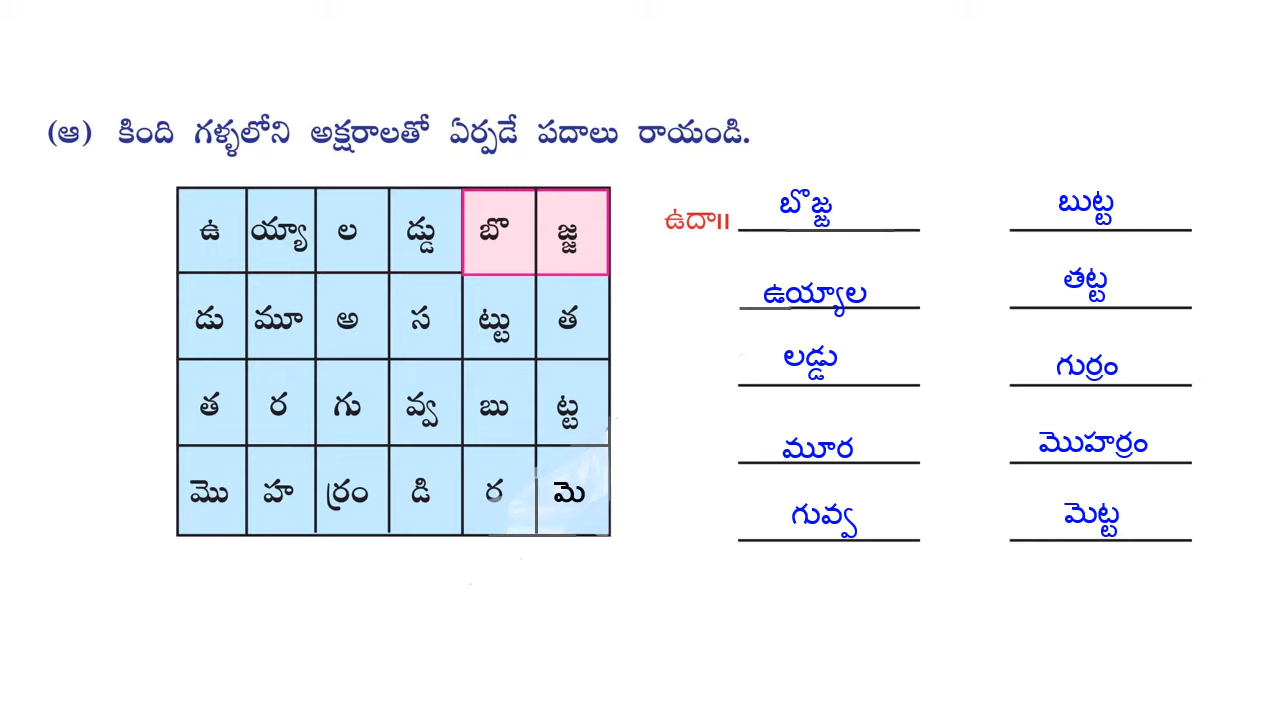 (ఆ) కింది గళ్ళలోని అక్షరాలతో ఏర్పడే పదాలు రాయండి.
ఉ య్యా ల డ్డు బొ జ్జ
డు మూ అ స ట్టు త
త ర గు వ్వ బు ట్ట
మొ హ ర్రం డి ర మె
ఉదా॥ బొజ్జ బుట్ట
ఉయ్యాల తట్ట
లడ్డు గుర్రం
మూర మొహర్రం
గువ్వ మెట్ట